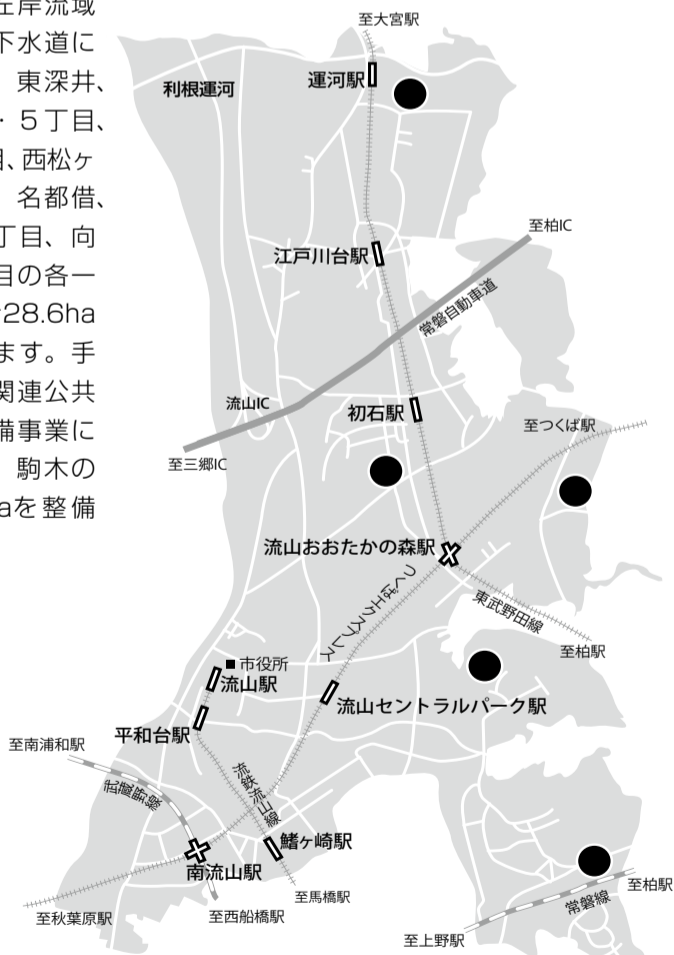 左岸流域
下水道に
東深井、
・５丁目、
目、西松ヶ
名都借、
丁目、向
目の各一
28.6ha
ます。手
関連公共
備事業に
駒木の
aを整備
至大宮駅
利根運河
運河駅
至柏IC
江戸川台駅
常磐自動車道
流山IC
初石駅
至つくば駅
至三郷IC
流山おおたかの森駅
つくばエクスプレス
東武野田線
至柏駅
■市役所
流山駅
流山セントラルパーク駅
平和台駅
至南浦和駅
武蔵野線
流鉄流山線
鰭ヶ崎駅
南流山駅
至馬橋駅
至秋葉原駅
至西船橋駅
至柏駅
常磐線
至上野駅